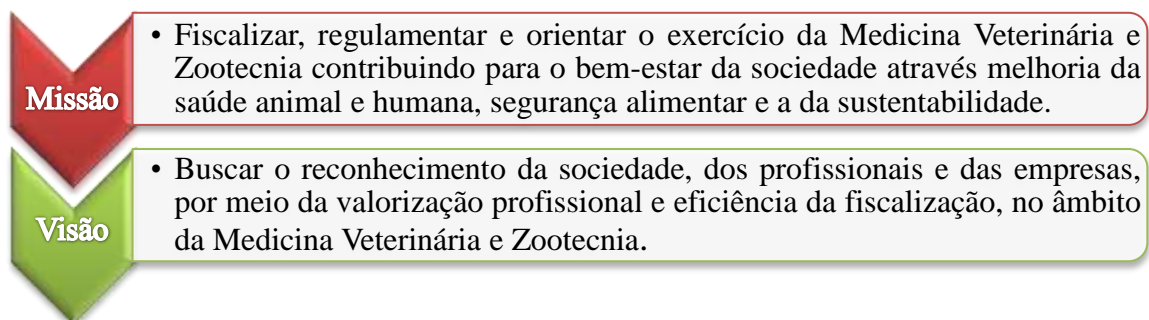 Missão
• Fiscalizar, regulamentar e orientar o exercício da Medicina Veterinária e
Zootecnia contribuindo para o bem-estar da sociedade através melhoria da
saúde animal e humana, segurança alimentar e a da sustentabilidade.
Visão
• Buscar o reconhecimento da sociedade, dos profissionais e das empresas,
por meio da valorização profissional e eficiência da fiscalização, no âmbito
da Medicina Veterinária e Zootecnia.